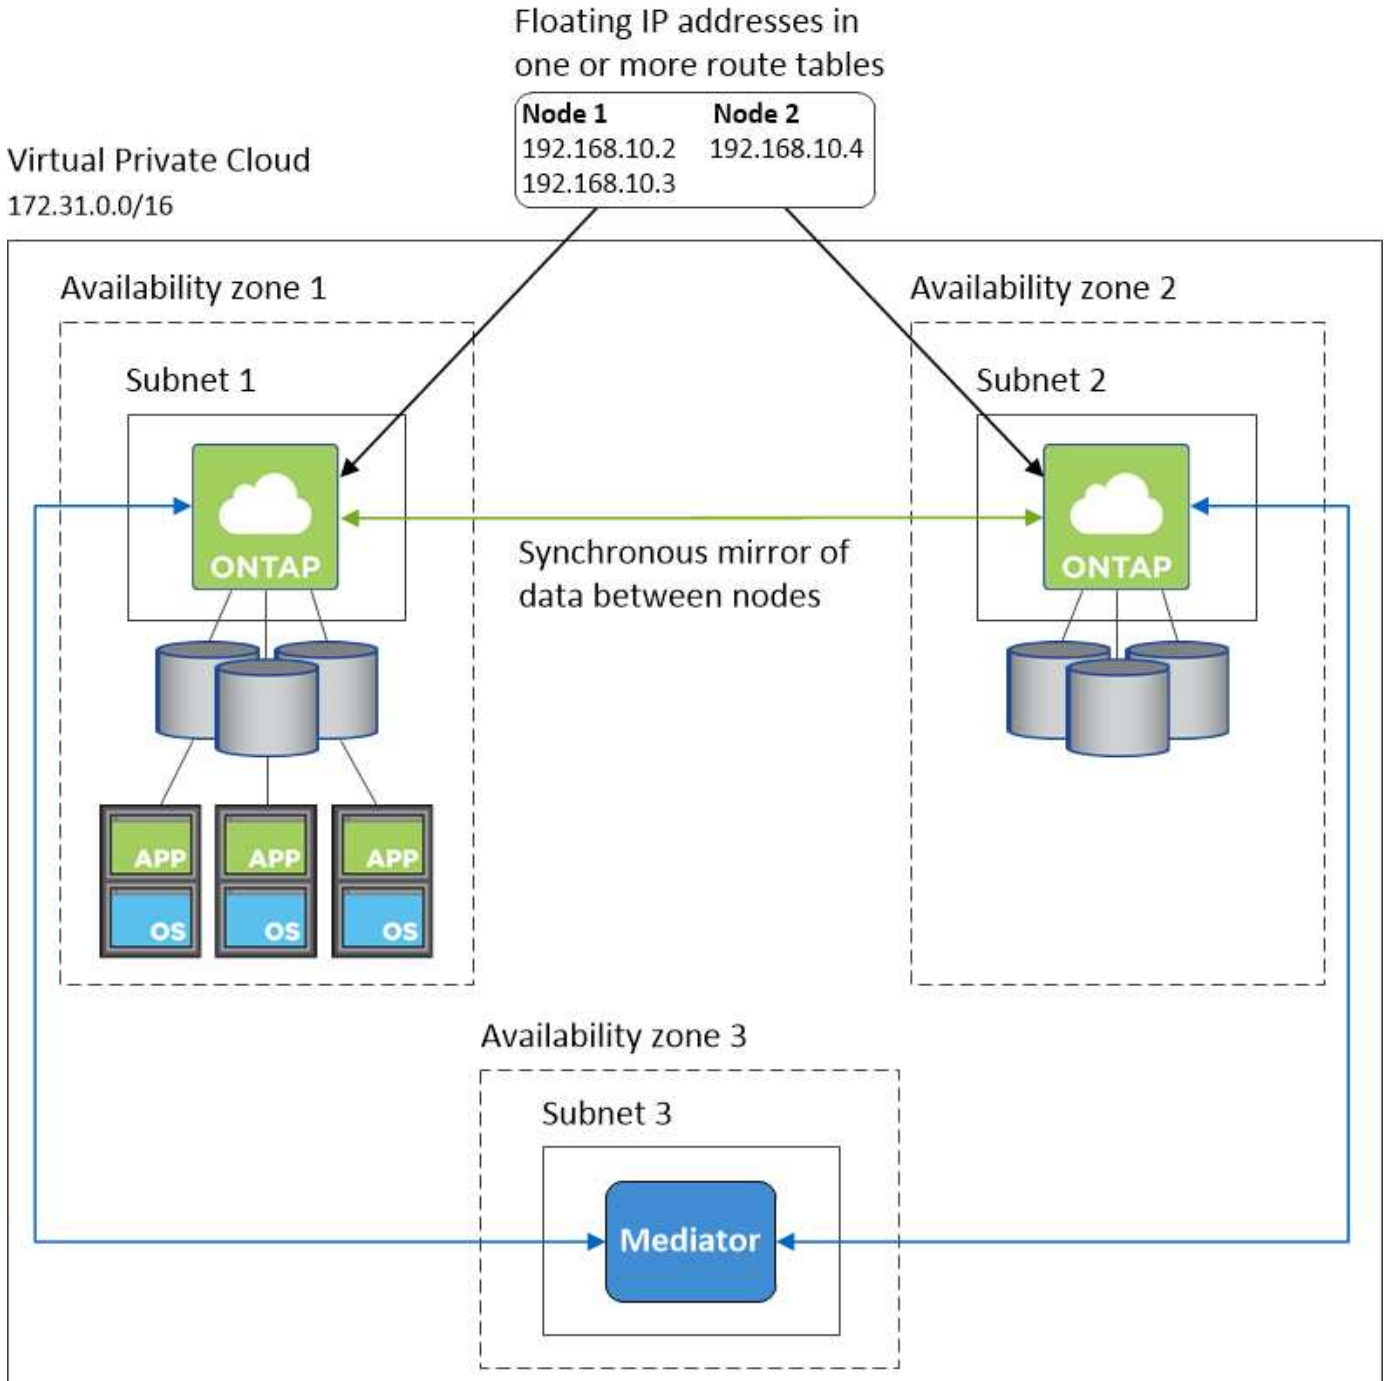 Floating IP addresses in
one or more route tables
Node 1 Node 2
192.168.10.2 192.168.10.4
192.168.10.3
Virtual Private Cloud
172.31.0.0/16
Availability zone 1
Availability zone 2
Subnet 1
Subnet 2
ONTAP
ONTAP
Synchronous mirror of
data between nodes
APP APP APP
OS OS OS
Availability zone 3
Subnet 3
Mediator